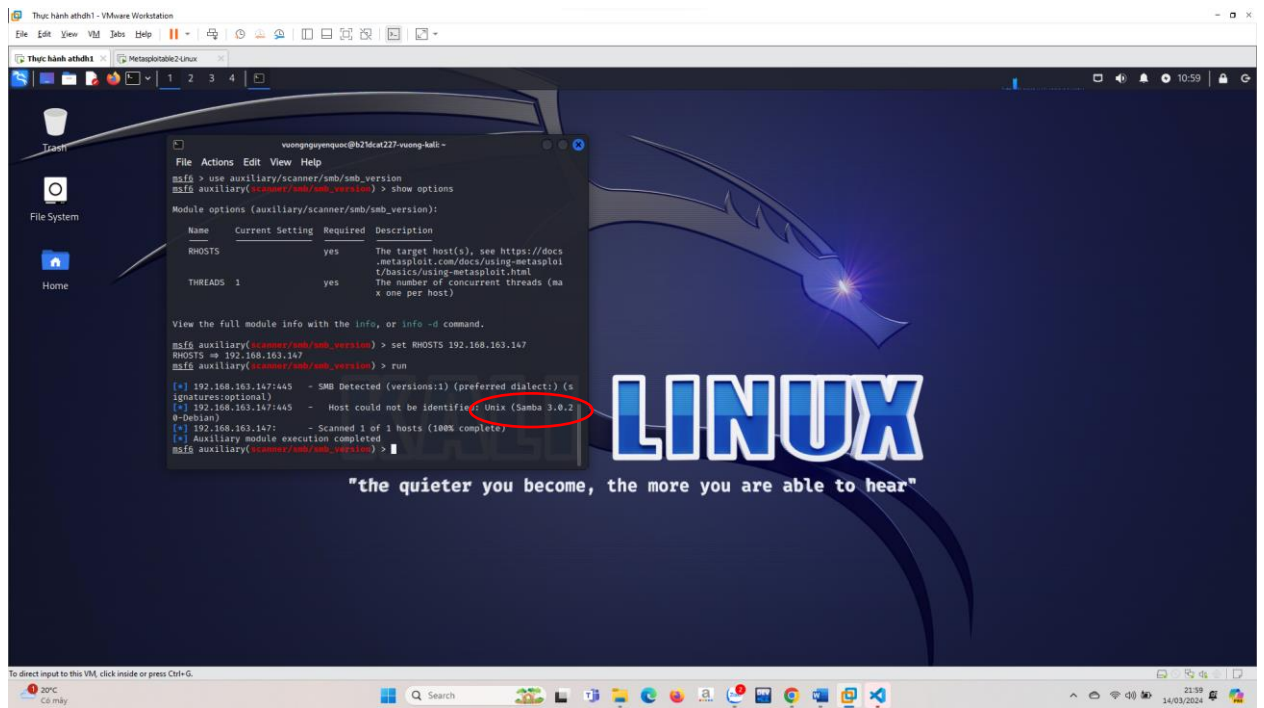 Thực hành athdh1 - VMware Workstation
File Edit View VM Tabs Help
Thực hành athdh1
Metasploitable2-Linux
1 2 3 4
10:59
Trash
File System
Home
vuongnguyenquoc@b21dcat227-vuong-kali: ~
File Actions Edit View Help
msf6 > use auxiliary/scanner/smb/smb_version
msf6 auxiliary(scanner/smb/smb_version) > show options
Module options (auxiliary/scanner/smb/smb_version):
Name Current Setting Required Description
RHOSTS yes The target host(s), see https://docs
.metasploit.com/docs/using-metasploi
t/basics/using-metasploit.html
THREADS 1 yes The number of concurrent threads (ma
x one per host)
View the full module info with the info, or info -d command.
msf6 auxiliary(scanner/smb/smb_version) > set RHOSTS 192.168.163.147
RHOSTS ⇒ 192.168.163.147
msf6 auxiliary(scanner/smb/smb_version) > run
[*] 192.168.163.147:445 - SMB Detected (versions:1) (preferred dialect:) (s
ignatures:optional)
[*] 192.168.163.147:445 - Host could not be identified: Unix (Samba 3.0.2
0-Debian)
[*] 192.168.163.147: - Scanned 1 of 1 hosts (100% complete)
[*] Auxiliary module execution completed
msf6 auxiliary(scanner/smb/smb_version) >
LINUX
"the quieter you become, the more you are able to hear"
To direct input to this VM, click inside or press Ctrl+G.
1
20°C
Có mây
Search
21:59
14/03/2024